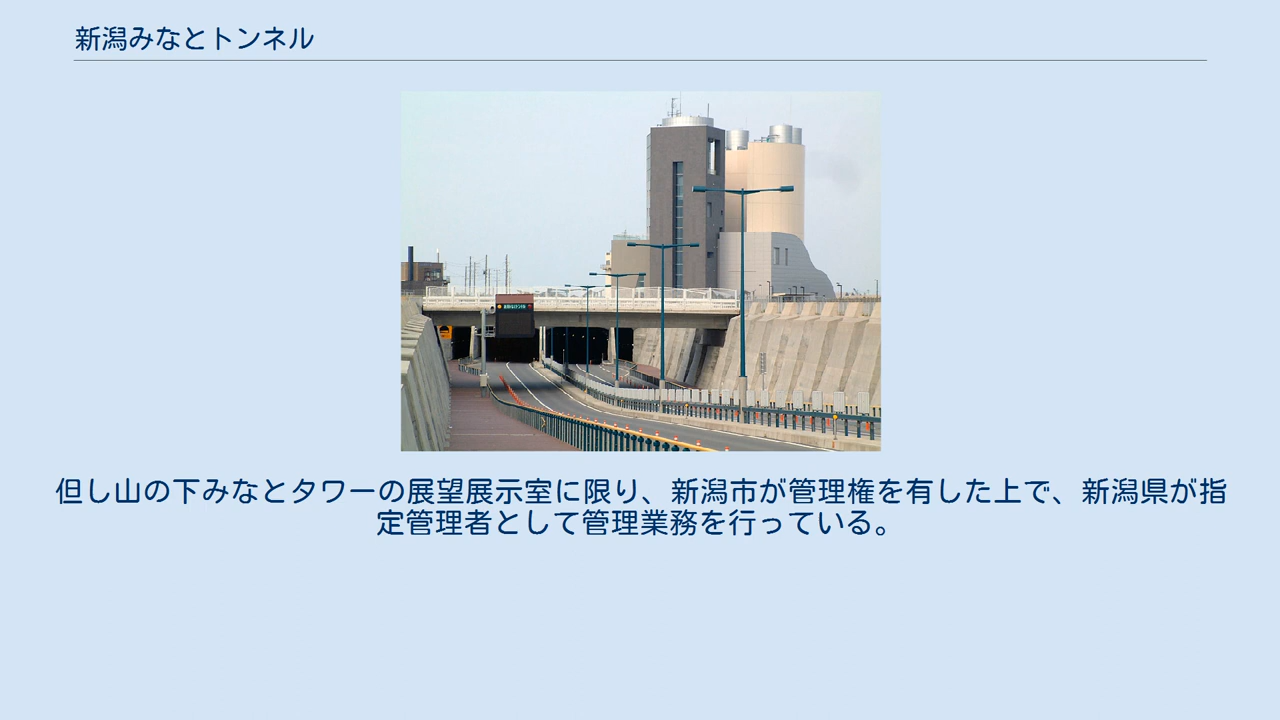 新潟みなとトンネル
但し山の下みなとタワーの展望展示室に限り、新潟市が管理権を有した上で、新潟県が指
定管理者として管理業務を行っている。